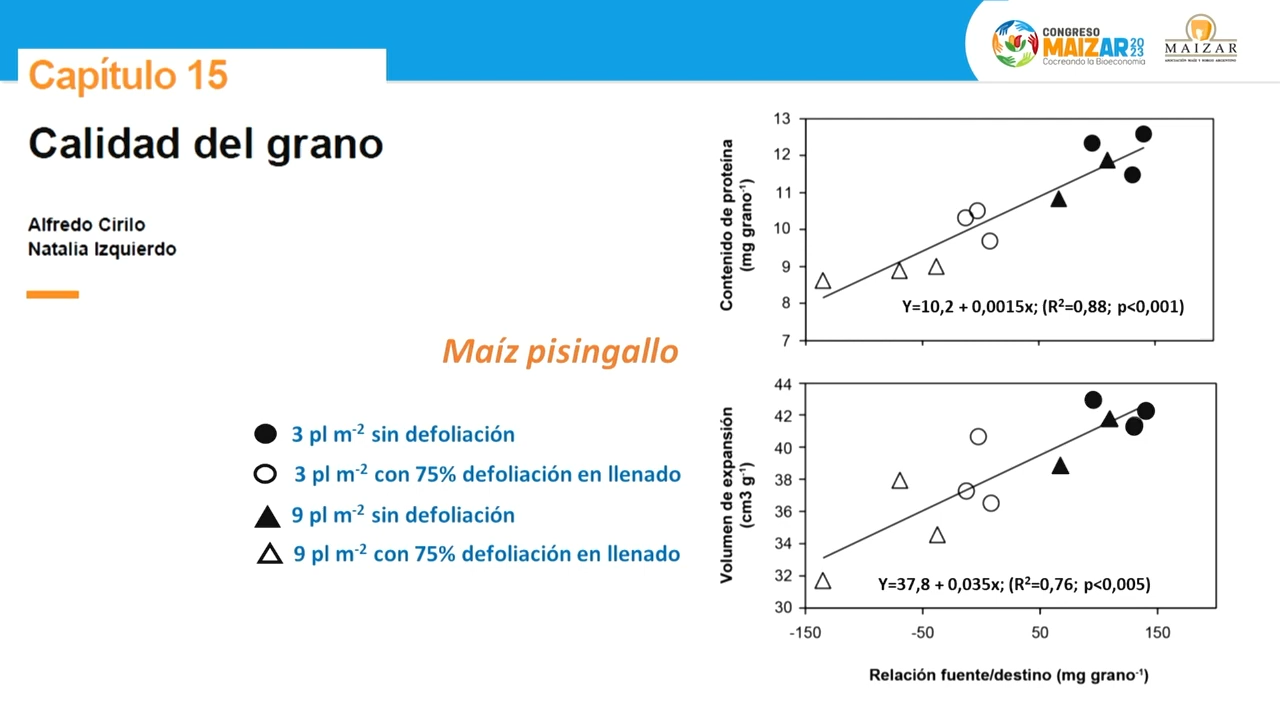 CONGRESO
MAIZAR 2023
Cocreando la Bioeconomía
MAIZAR
ASOCIACIÓN MAÍZ Y SORGO ARGENTINO
Capítulo 15
Calidad del grano
Alfredo Cirilo
Natalia Izquierdo
Maíz pisingallo
3 pl m-2 sin defoliación
3 pl m-2 con 75% defoliación en llenado
9 pl m-2 sin defoliación
9 pl m-2 con 75% defoliación en llenado
Contenido de proteína
(mg grano-1)
13
12
11
10
9
8
7
Y=10,2 + 0,0015x; (R2=0,88; p<0,001)
Volumen de expansión
(cm3 g-1)
44
42
40
38
36
34
32
30
Y=37,8 + 0,035x; (R2=0,76; p<0,005)
-150 -50 50 150
Relación fuente/destino (mg grano-1)